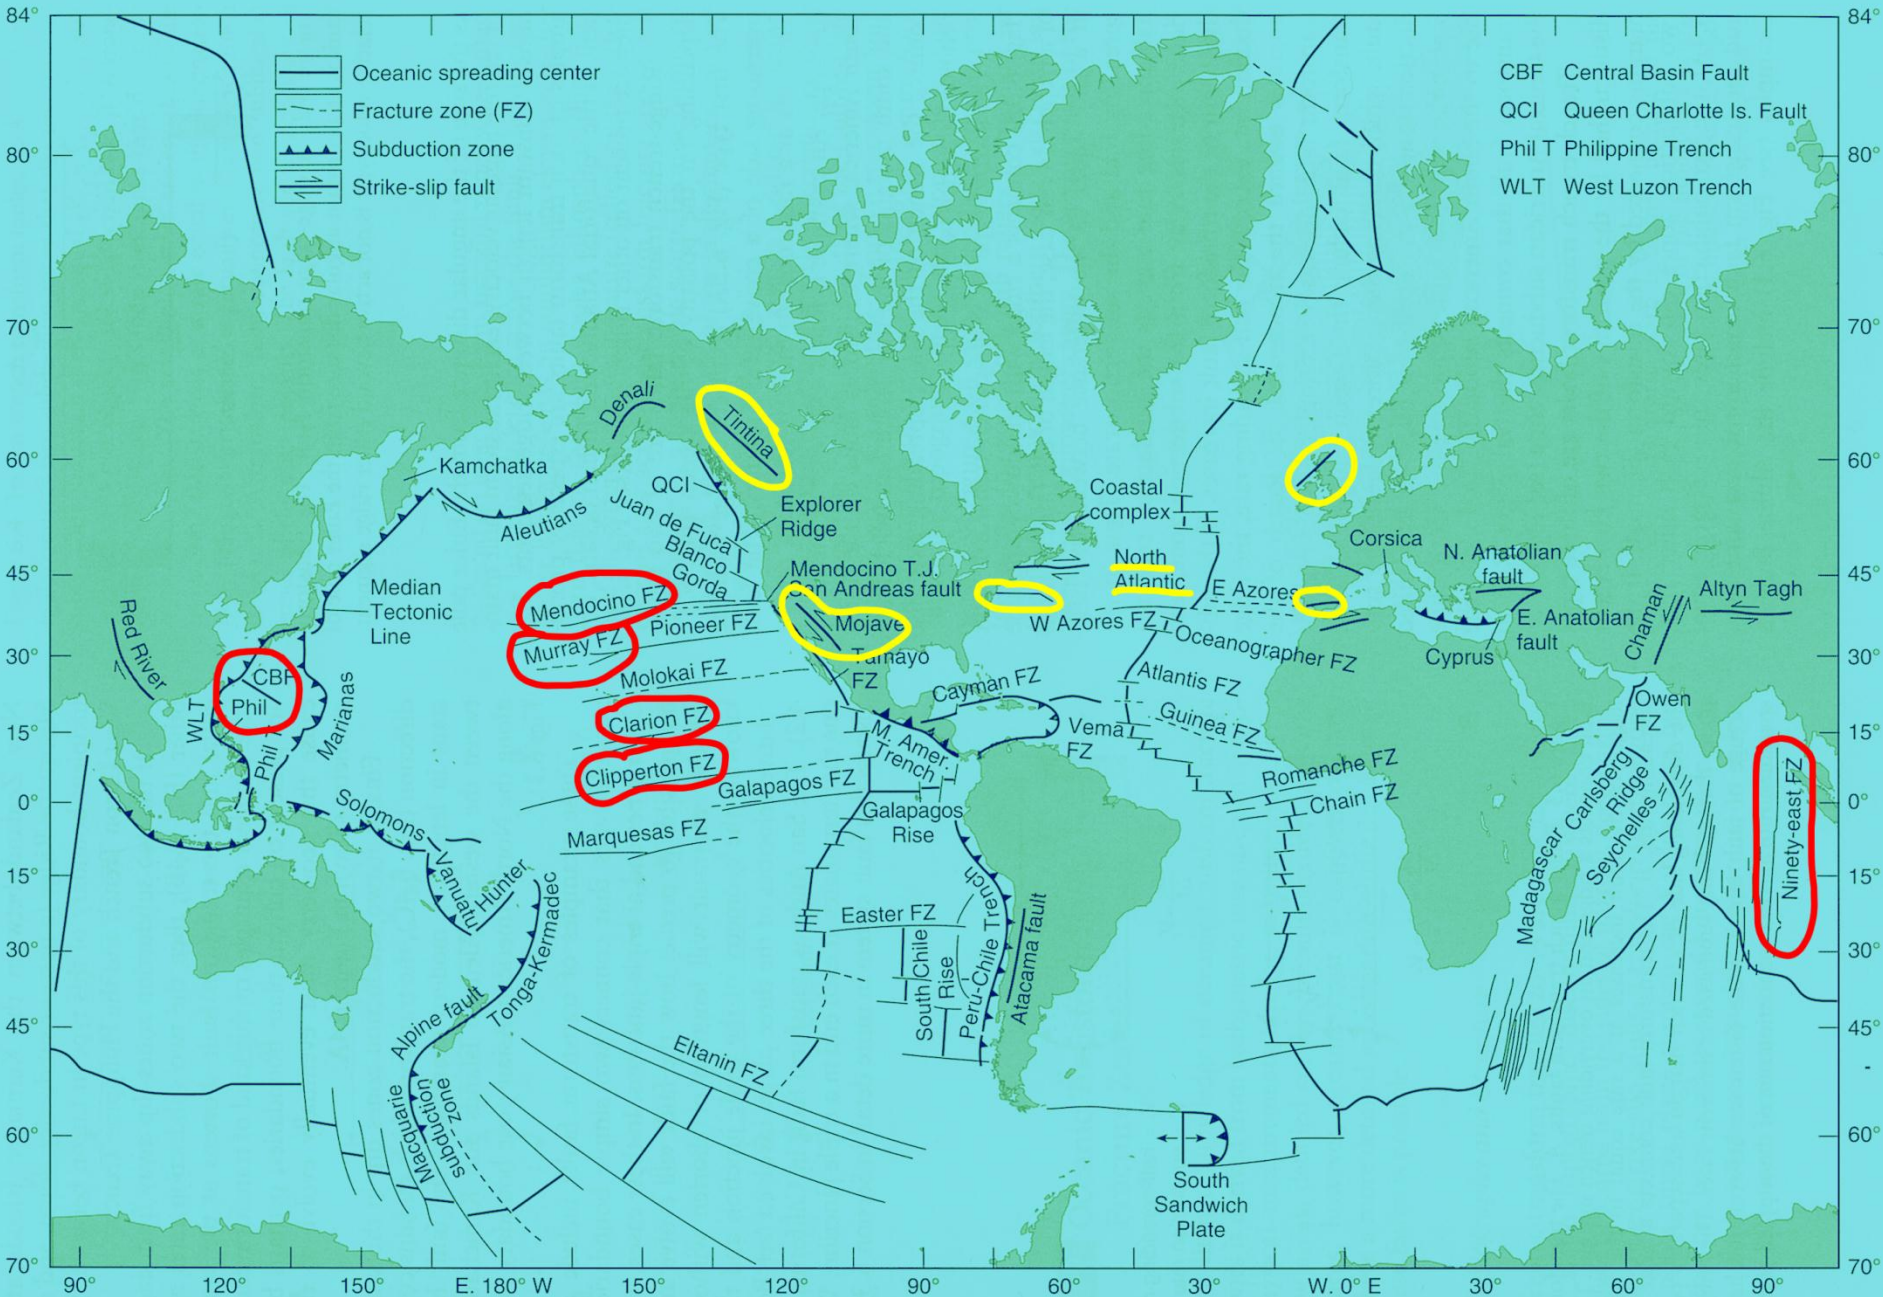 84°
84°
Oceanic spreading center
Fracture zone (FZ)
Subduction zone
Strike-slip fault
CBF Central Basin Fault
QCI Queen Charlotte Is. Fault
Phil T Philippine Trench
WLT West Luzon Trench
80°
80°
70°
70°
60°
60°
45°
45°
30°
30°
15°
15°
0°
0°
15°
15°
30°
30°
45°
45°
60°
60°
70°
70°
Denali
Tintina
Kamchatka
QCI
Aleutians
Explorer
Ridge
Juan de Fuca
Blanco
Gorda
Coastal
complex
North
Atlantic
Corsica
N. Anatolian
fault
Mendocino T.J.
San Andreas fault
Median
Tectonic
Line
Mendocino FZ
Pioneer FZ
Mojave
E Azores
W Azores FZ
Oceanographer FZ
Altyn Tagh
Chaman
E. Anatolian
fault
Cyprus
Red River
Murray FZ
Molokai FZ
Tamayo
FZ
Cayman FZ
Atlantis FZ
CBF
Phil
WLT
Phil T
Marianas
Clarion FZ
M. Amer.
Trench
Vema
FZ
Guinea FZ
Owen
FZ
Clipperton FZ
Galapagos FZ
Galapagos
Rise
Romanche FZ
Chain FZ
Carlsberg
Ridge
Ninety-east FZ
Solomons
Marquesas FZ
Vanuatu
Hunter
Seychelles
Madagascar
Easter FZ
South Chile
Rise
Peru-Chile Trench
Atacama fault
Tonga-Kermadec
Alpine fault
Eltanin FZ
Macquarie
subduction
zone
South
Sandwich
Plate
90° 120° 150° E. 180° W 150° 120° 90° 60° 30° W. 0° E 30° 60° 90°